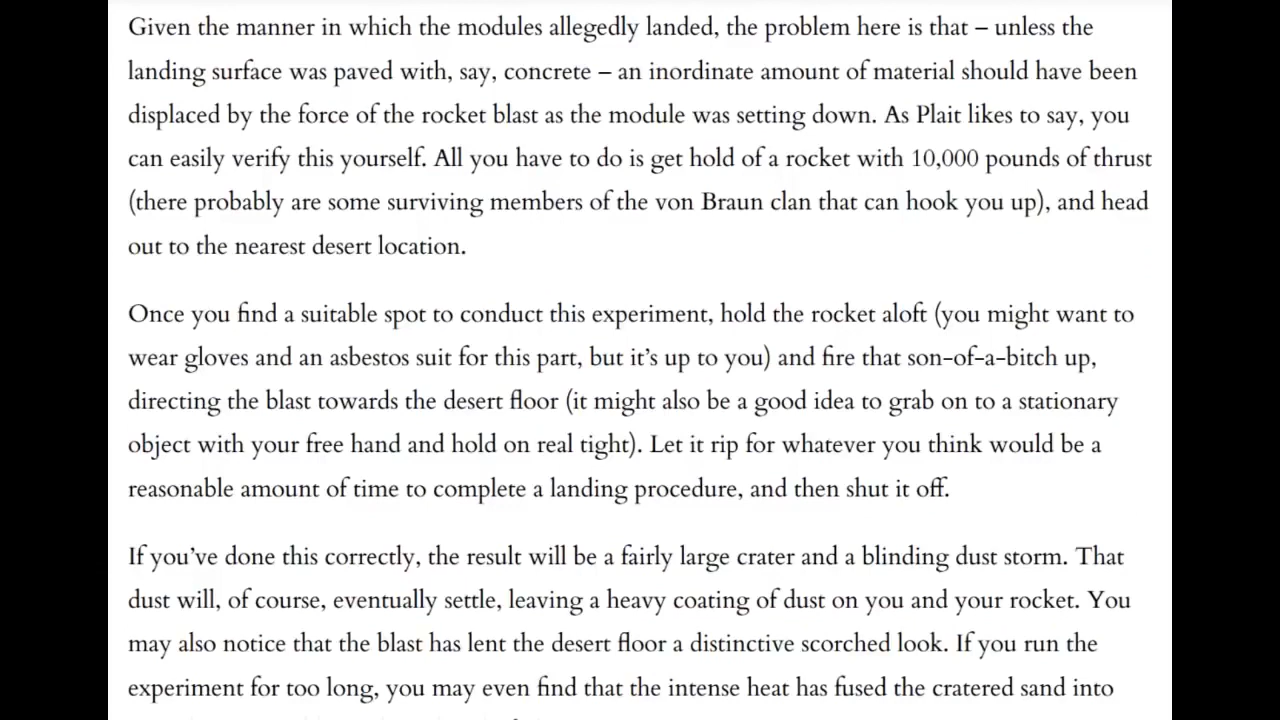 Given the manner in which the modules allegedly landed, the problem here is that – unless the
landing surface was paved with, say, concrete – an inordinate amount of material should have been
displaced by the force of the rocket blast as the module was setting down. As Plait likes to say, you
can easily verify this yourself. All you have to do is get hold of a rocket with 10,000 pounds of thrust
(there probably are some surviving members of the von Braun clan that can hook you up), and head
out to the nearest desert location.
Once you find a suitable spot to conduct this experiment, hold the rocket aloft (you might want to
wear gloves and an asbestos suit for this part, but it’s up to you) and fire that son-of-a-bitch up,
directing the blast towards the desert floor (it might also be a good idea to grab on to a stationary
object with your free hand and hold on real tight). Let it rip for whatever you think would be a
reasonable amount of time to complete a landing procedure, and then shut it off.
If you’ve done this correctly, the result will be a fairly large crater and a blinding dust storm. That
dust will, of course, eventually settle, leaving a heavy coating of dust on you and your rocket. You
may also notice that the blast has lent the desert floor a distinctive scorched look. If you run the
experiment for too long, you may even find that the intense heat has fused the cratered sand into